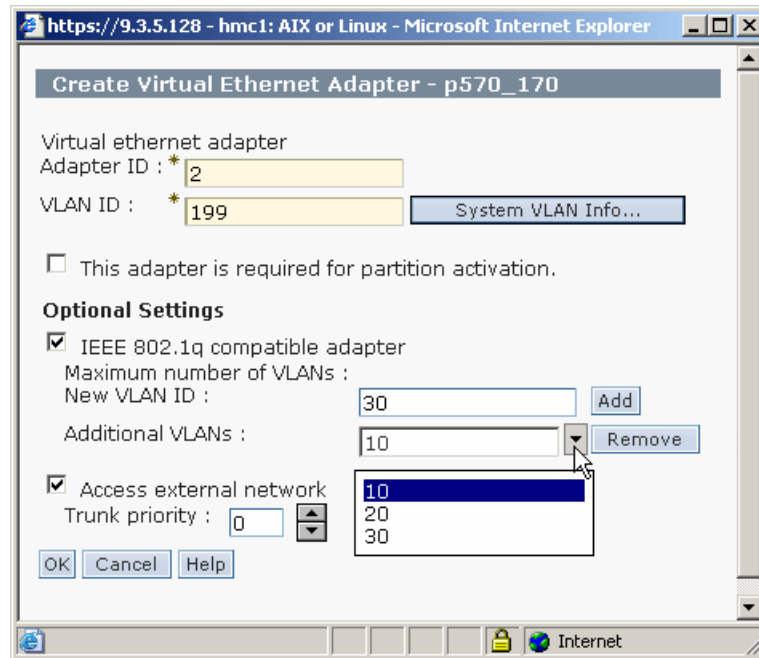 https://9.3.5.128 - hmc1: AIX or Linux - Microsoft Internet Explorer
Create Virtual Ethernet Adapter - p570_170
Virtual ethernet adapter
Adapter ID : * 2
VLAN ID : * 199 System VLAN Info...
This adapter is required for partition activation.
Optional Settings
IEEE 802.1q compatible adapter
Maximum number of VLANs :
New VLAN ID : 30 Add
Additional VLANs : 10 Remove
Access external network 10
Trunk priority : 0 20
30
OK Cancel Help
Internet